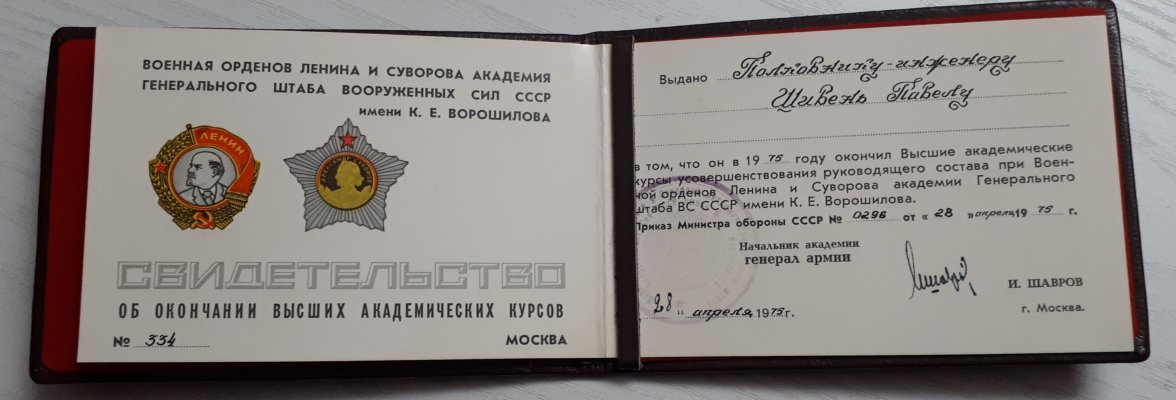 ВОЕННАЯ ОРДЕНОВ ЛЕНИНА И СУВОРОВА АКАДЕМИЯ
ГЕНЕРАЛЬНОГО ШТАБА ВООРУЖЕННЫХ СИЛ СССР
имени К. Е. ВОРОШИЛОВА
ЛЕНИН
СВИДЕТЕЛЬСТВО
ОБ ОКОНЧАНИИ ВЫСШИХ АКАДЕМИЧЕСКИХ КУРСОВ
№ 334 МОСКВА
Выдано Полковнику-инженеру
Шивень Павелу
в том, что он в 1975 году окончил Высшие академические
курсы усовершенствования руководящего состава при Воен-
ной орденов Ленина и Суворова академии Генерального
штаба ВС СССР имени К. Е. Ворошилова.
Приказ Министра обороны СССР № 0296 от «28» апреля 1975 г.
Начальник академии
генерал армии
И. ШАВРОВ
г. Москва.
28 " апреля 1975 г.